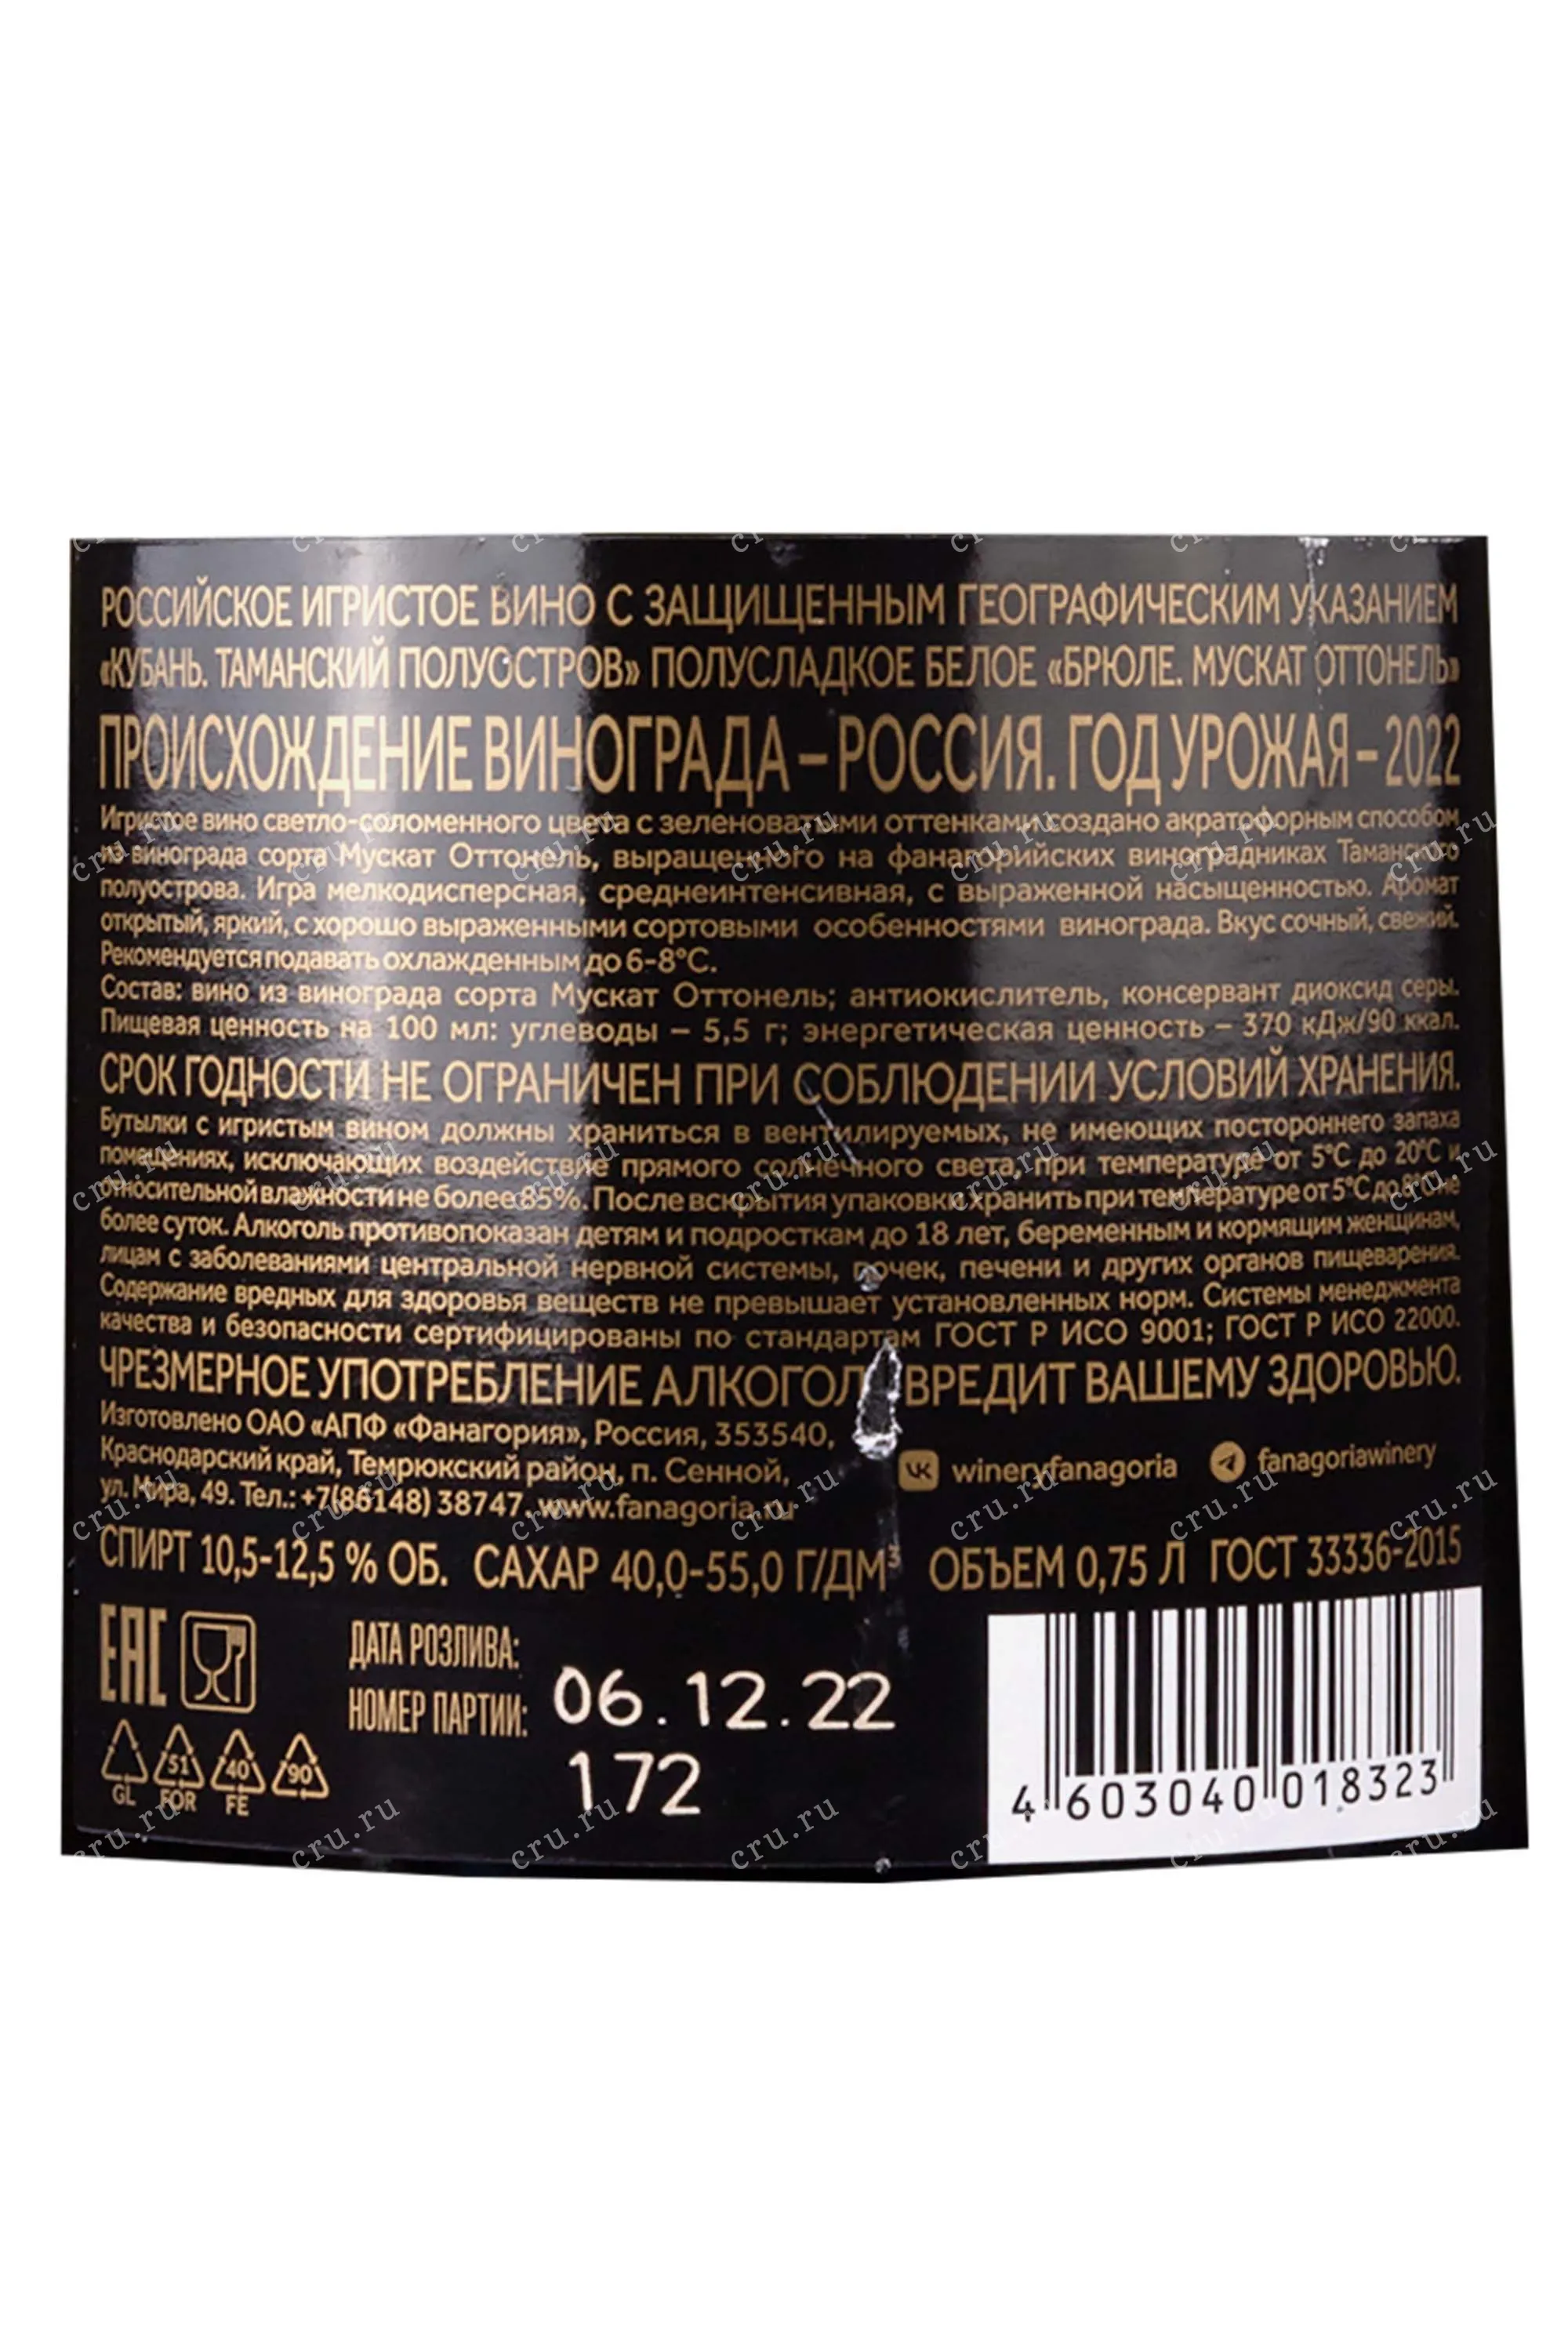 РОССИЙСКОЕ ИГРИСТОЕ ВИНО С ЗАЩИЩЕННЫМ ГЕОГРАФИЧЕСКИМ УКАЗАНИЕМ
«КУБАНЬ. ТАМАНСКИЙ ПОЛУОСТРОВ» ПОЛУСЛАДКОЕ БЕЛОЕ «БРЮЛЕ. МУСКАТ ОТТОНЕЛЬ»
ПРОИСХОЖДЕНИЕ ВИНОГРАДА – РОССИЯ. ГОД УРОЖАЯ – 2022
Игристое вино светло-соломенного цвета с зеленоватыми оттенками создано акратофорным способом
из винограда сорта Мускат Оттонель, выращенного на фанагорийских виноградниках Таманского
полуострова. Игра мелкодисперсная, среднеинтенсивная, с выраженной насыщенностью. Аромат
открытый, яркий, с хорошо выраженными сортовыми особенностями винограда. Вкус сочный, свежий.
Рекомендуется подавать охлажденным до 6-8°С.
Состав: вино из винограда сорта Мускат Оттонель; антиокислитель, консервант диоксид серы.
Пищевая ценность на 100 мл: углеводы – 5,5 г; энергетическая ценность – 370 кДж/90 ккал.
СРОК ГОДНОСТИ НЕ ОГРАНИЧЕН ПРИ СОБЛЮДЕНИИ УСЛОВИЙ ХРАНЕНИЯ.
Бутылки с игристым вином должны храниться в вентилируемых, не имеющих постороннего запаха
помещениях, исключающих воздействие прямого солнечного света, при температуре от 5°С до 20°С и
относительной влажности не более 85%. После вскрытия упаковки хранить при температуре от 5°С до не
более суток. Алкоголь противопоказан детям и подросткам до 18 лет, беременным и кормящим женщинам,
лицам с заболеваниями центральной нервной системы, почек, печени и других органов пищеварения.
Содержание вредных для здоровья веществ не превышает установленных норм. Системы менеджмента
качества и безопасности сертифицированы по стандартам ГОСТ Р ИСО 9001; ГОСТ Р ИСО 22000.
ЧРЕЗМЕРНОЕ УПОТРЕБЛЕНИЕ АЛКОГОЛЯ ВРЕДИТ ВАШЕМУ ЗДОРОВЬЮ.
Изготовлено ОАО «АПФ «Фанагория», Россия, 353540,
Краснодарский край, Темрюкский район, п. Сенной,
ул. Мира, 49. Тел.: +7(86148) 38747. www.fanagoria.ru
wineryfanagoria fanagoriawinery
СПИРТ 10,5-12,5 % ОБ. САХАР 40,0-55,0 Г/ДМ³ ОБЪЕМ 0,75 Л ГОСТ 33336-2015
ЕАС
ДАТА РОЗЛИВА:
НОМЕР ПАРТИИ:
06.12.22
172
51 40 90
GL FOR FE
4 603040 018323
cru.ru